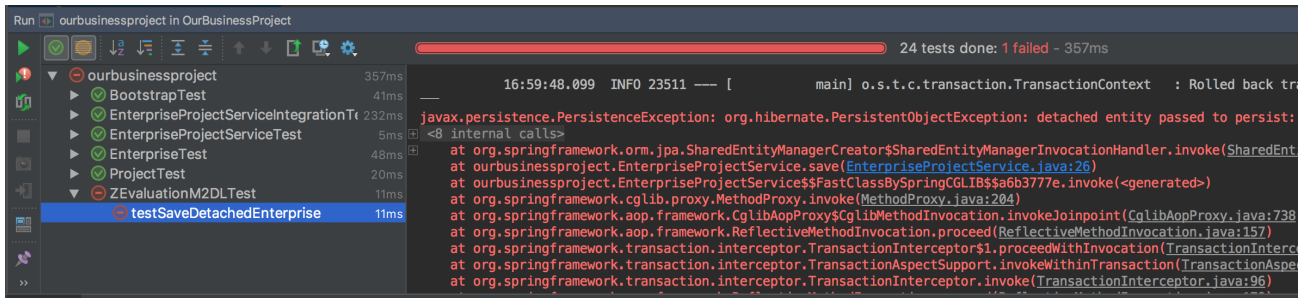 Run ourbusinessproject in OurBusinessProject
24 tests done: 1 failed - 357ms
ourbusinessproject 357ms
BootstrapTest 41ms
EnterpriseProjectServiceIntegrationTe 232ms
EnterpriseProjectServiceTest 5ms
EnterpriseTest 48ms
ProjectTest 20ms
ZEvaluationM2DLTest 11ms
testSaveDetachedEnterprise 11ms
16:59:48.099 INFO 23511 --- [ main] o.s.t.c.transaction.TransactionContext : Rolled back tra
javax.persistence.PersistenceException: org.hibernate.PersistentObjectException: detached entity passed to persist:
<8 internal calls>
at org.springframework.orm.jpa.SharedEntityManagerCreator$SharedEntityManagerInvocationHandler.invoke(SharedEnti
at ourbusinessproject.EnterpriseProjectService.save(EnterpriseProjectService.java:26)
at ourbusinessproject.EnterpriseProjectService$$FastClassBySpringCGLIB$$a6b3777e.invoke(<generated>)
at org.springframework.cglib.proxy.MethodProxy.invoke(MethodProxy.java:204)
at org.springframework.aop.framework.CglibAopProxy$CglibMethodInvocation.invokeJoinpoint(CglibAopProxy.java:738
at org.springframework.aop.framework.ReflectiveMethodInvocation.proceed(ReflectiveMethodInvocation.java:157)
at org.springframework.transaction.interceptor.TransactionInterceptor$1.proceedWithInvocation(TransactionInterce
at org.springframework.transaction.interceptor.TransactionAspectSupport.invokeWithinTransaction(TransactionAspec
at org.springframework.transaction.interceptor.TransactionInterceptor.invoke(TransactionInterceptor.java:96)